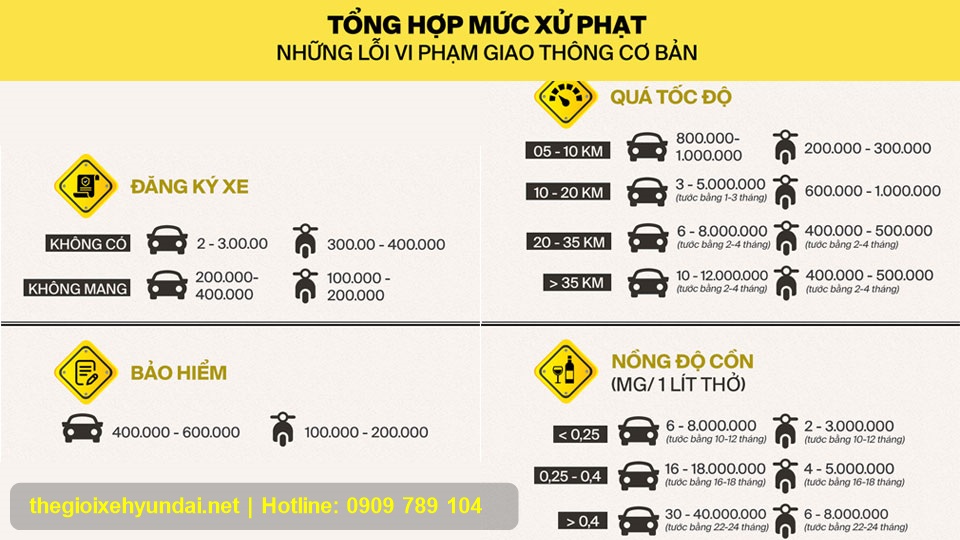 TỔNG HỢP MỨC XỬ PHẠT
NHỮNG LỖI VI PHẠM GIAO THÔNG CƠ BẢN
ĐĂNG KÝ XE
KHÔNG CÓ
2 - 3.00.00
300.00 - 400.000
KHÔNG MANG
200.000-
400.000
100.000 -
200.000
QUÁ TỐC ĐỘ
05 - 10 KM
800.000-
1.000.000
200.000 - 300.000
10 - 20 KM
3 - 5.000.000
(tước bằng 1-3 tháng)
600.000 - 1.000.000
20 - 35 KM
6 - 8.000.000
(tước bằng 2-4 tháng)
400.000 - 500.000
(tước bằng 2-4 tháng)
> 35 KM
10 - 12.000.000
(tước bằng 2-4 tháng)
400.000 - 500.000
(tước bằng 2-4 tháng)
BẢO HIỂM
400.000 - 600.000
100.000 - 200.000
NỒNG ĐỘ CỒN
(MG/ 1 LÍT THỞ)
< 0,25
6 - 8.000.000
(tước bằng 10-12 tháng)
2 - 3.000.000
(tước bằng 10-12 tháng)
0,25 - 0,4
16 - 18.000.000
(tước bằng 16-18 tháng)
4 - 5.000.000
(tước bằng 16-18 tháng)
> 0,4
30 - 40.000.000
(tước bằng 22-24 tháng)
6 - 8.000.000
(tước bằng 22-24 tháng)
thegioixehyundai.net | Hotline: 0909 789 104